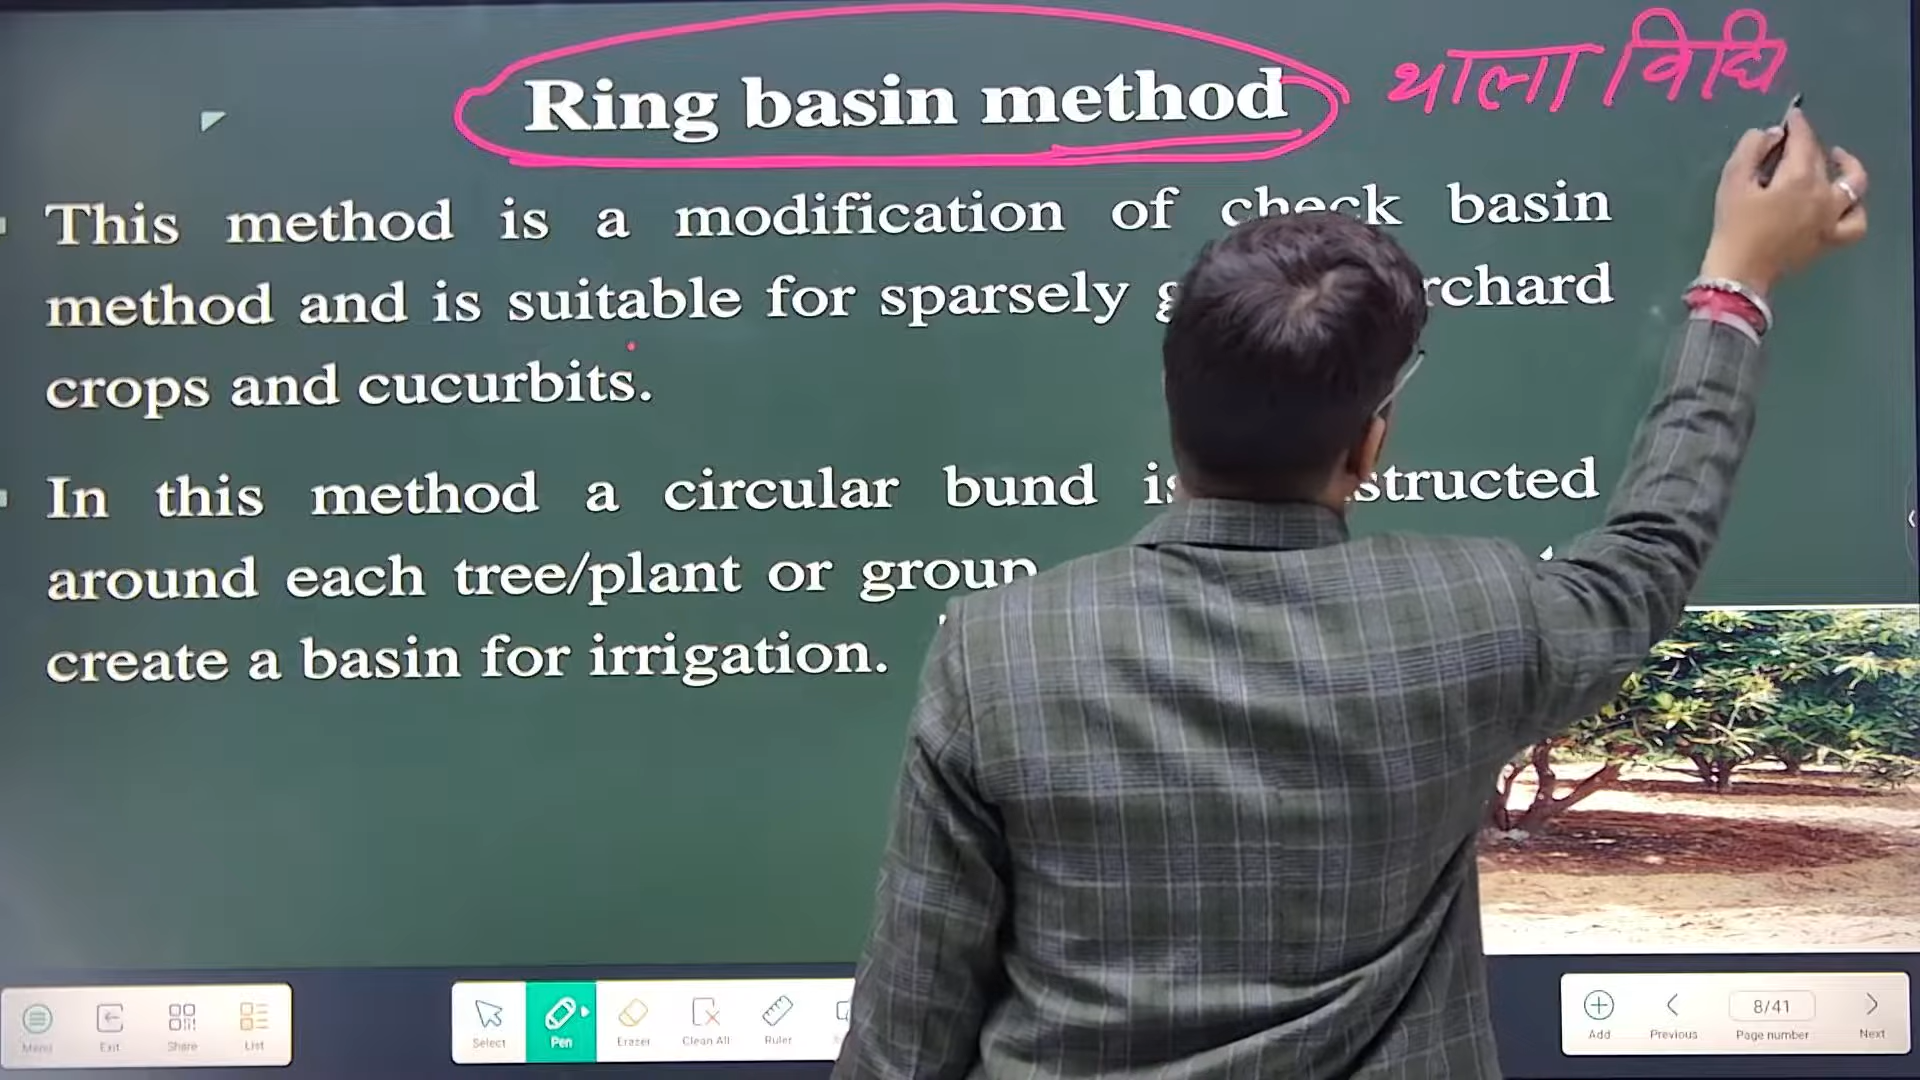 Ring basin method
थाला विधि
This method is a modification of check basin
method and is suitable for sparsely rchard
crops and cucurbits.
In this method a circular bund is structed
around each tree/plant or group
create a basin for irrigation.
Menu
Exit
Share
List
Select
Pen
Eraser
Clean All
Ruler
Add
Previous
8/41
Page number
Next